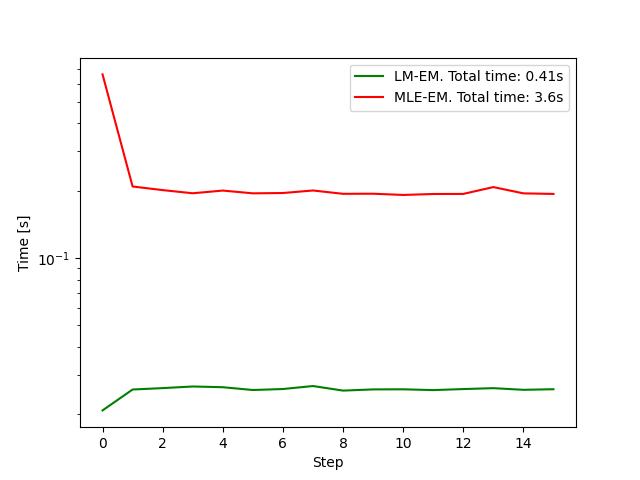 LM-EM. Total time: 0.41s
MLE-EM. Total time: 3.6s
Time [s]
10⁻¹
0 2 4 6 8 10 12 14
Step